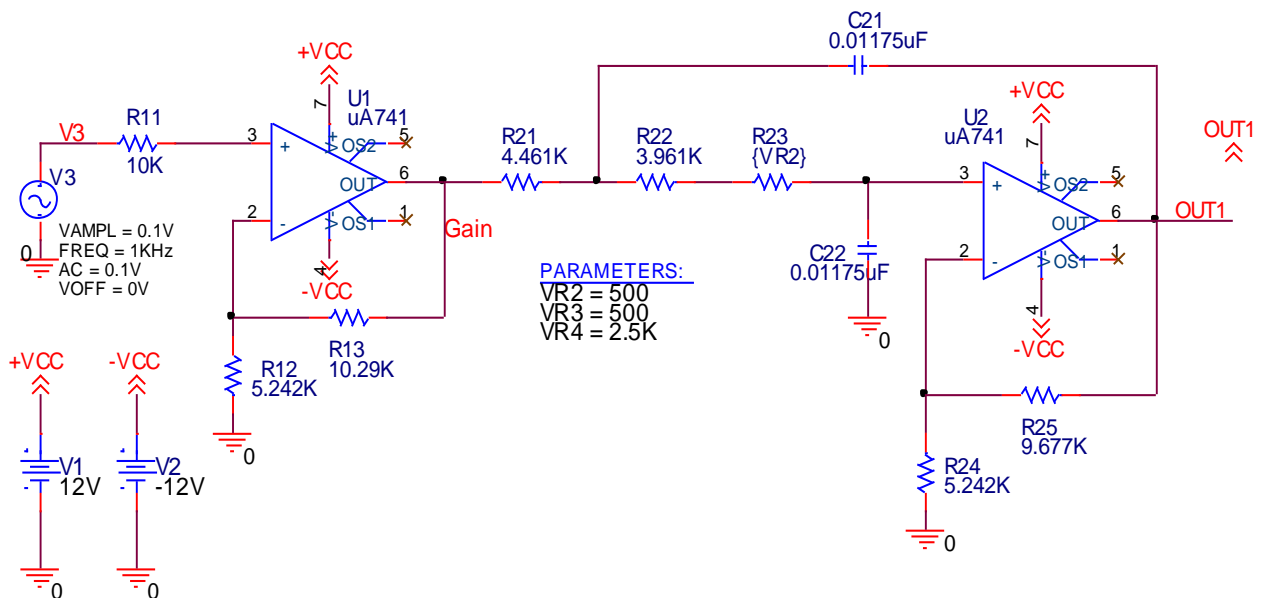 C21
0.01175uF
+VCC
7
U1
uA741
V3
R11
10K
3
+
V+
OS2
5
OUT
6
2
-
V-
OS1
1
4
-VCC
Gain
V3
VAMPL = 0.1V
FREQ = 1KHz
AC = 0.1V
VOFF = 0V
0
R21
4.461K
R22
3.961K
R23
{VR2}
+VCC
7
U2
uA741
3
+
V+
OS2
5
OUT
6
2
-
V-
OS1
1
4
-VCC
OUT1
OUT1
C22
0.01175uF
0
PARAMETERS:
VR2 = 500
VR3 = 500
VR4 = 2.5K
R13
10.29K
R12
5.242K
0
R25
9.677K
R24
5.242K
0
+VCC
-VCC
V1
12V
V2
-12V
0
0